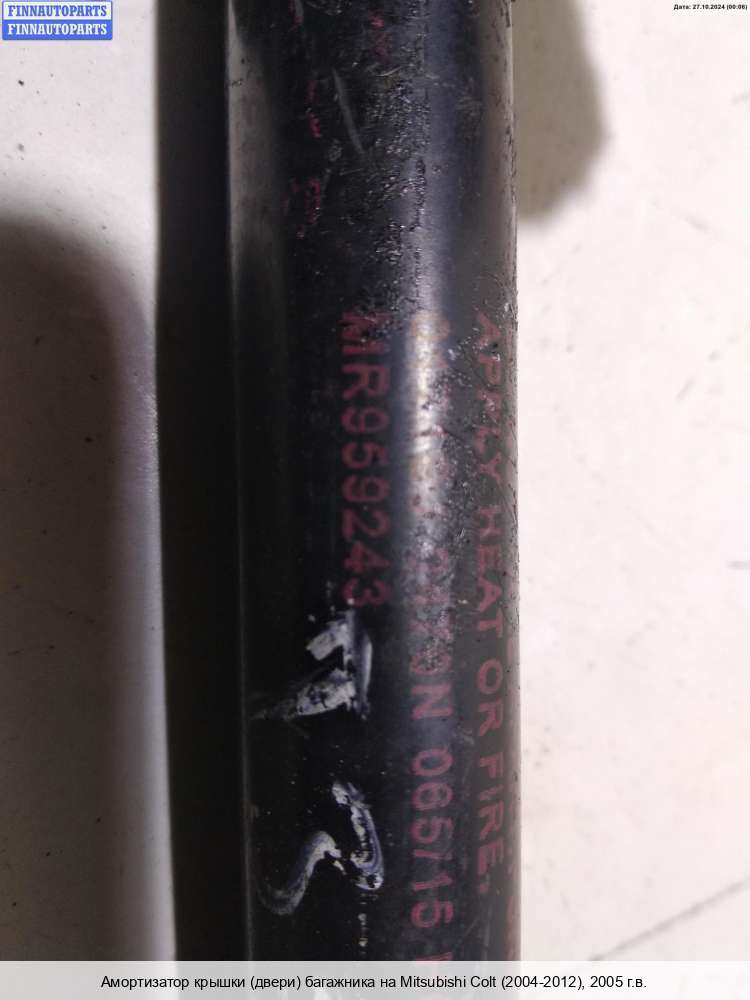 FINNAUTOPARTS
FINNAUTOPARTS
Дата: 27.10.2024 (00:06)
APPLY HEAT OR FIRE.
065/15
MR959243
Амортизатор крышки (двери) багажника на Mitsubishi Colt (2004-2012), 2005 г.в.